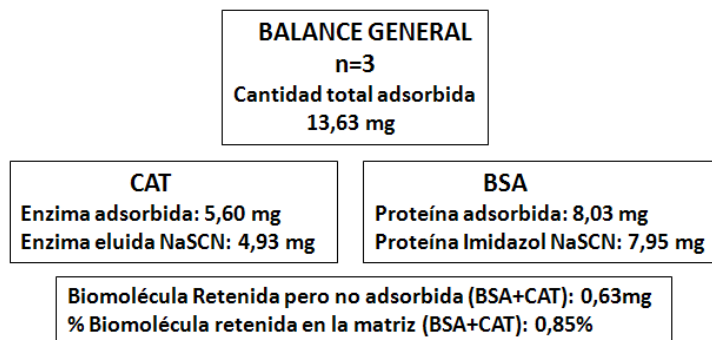 BALANCE GENERAL
n=3
Cantidad total adsorbida
13,63 mg
CAT
Enzima adsorbida: 5,60 mg
Enzima eluida NaSCN: 4,93 mg
BSA
Proteína adsorbida: 8,03 mg
Proteína Imidazol NaSCN: 7,95 mg
Biomolécula Retenida pero no adsorbida (BSA+CAT): 0,63mg
% Biomolécula retenida en la matriz (BSA+CAT): 0,85%